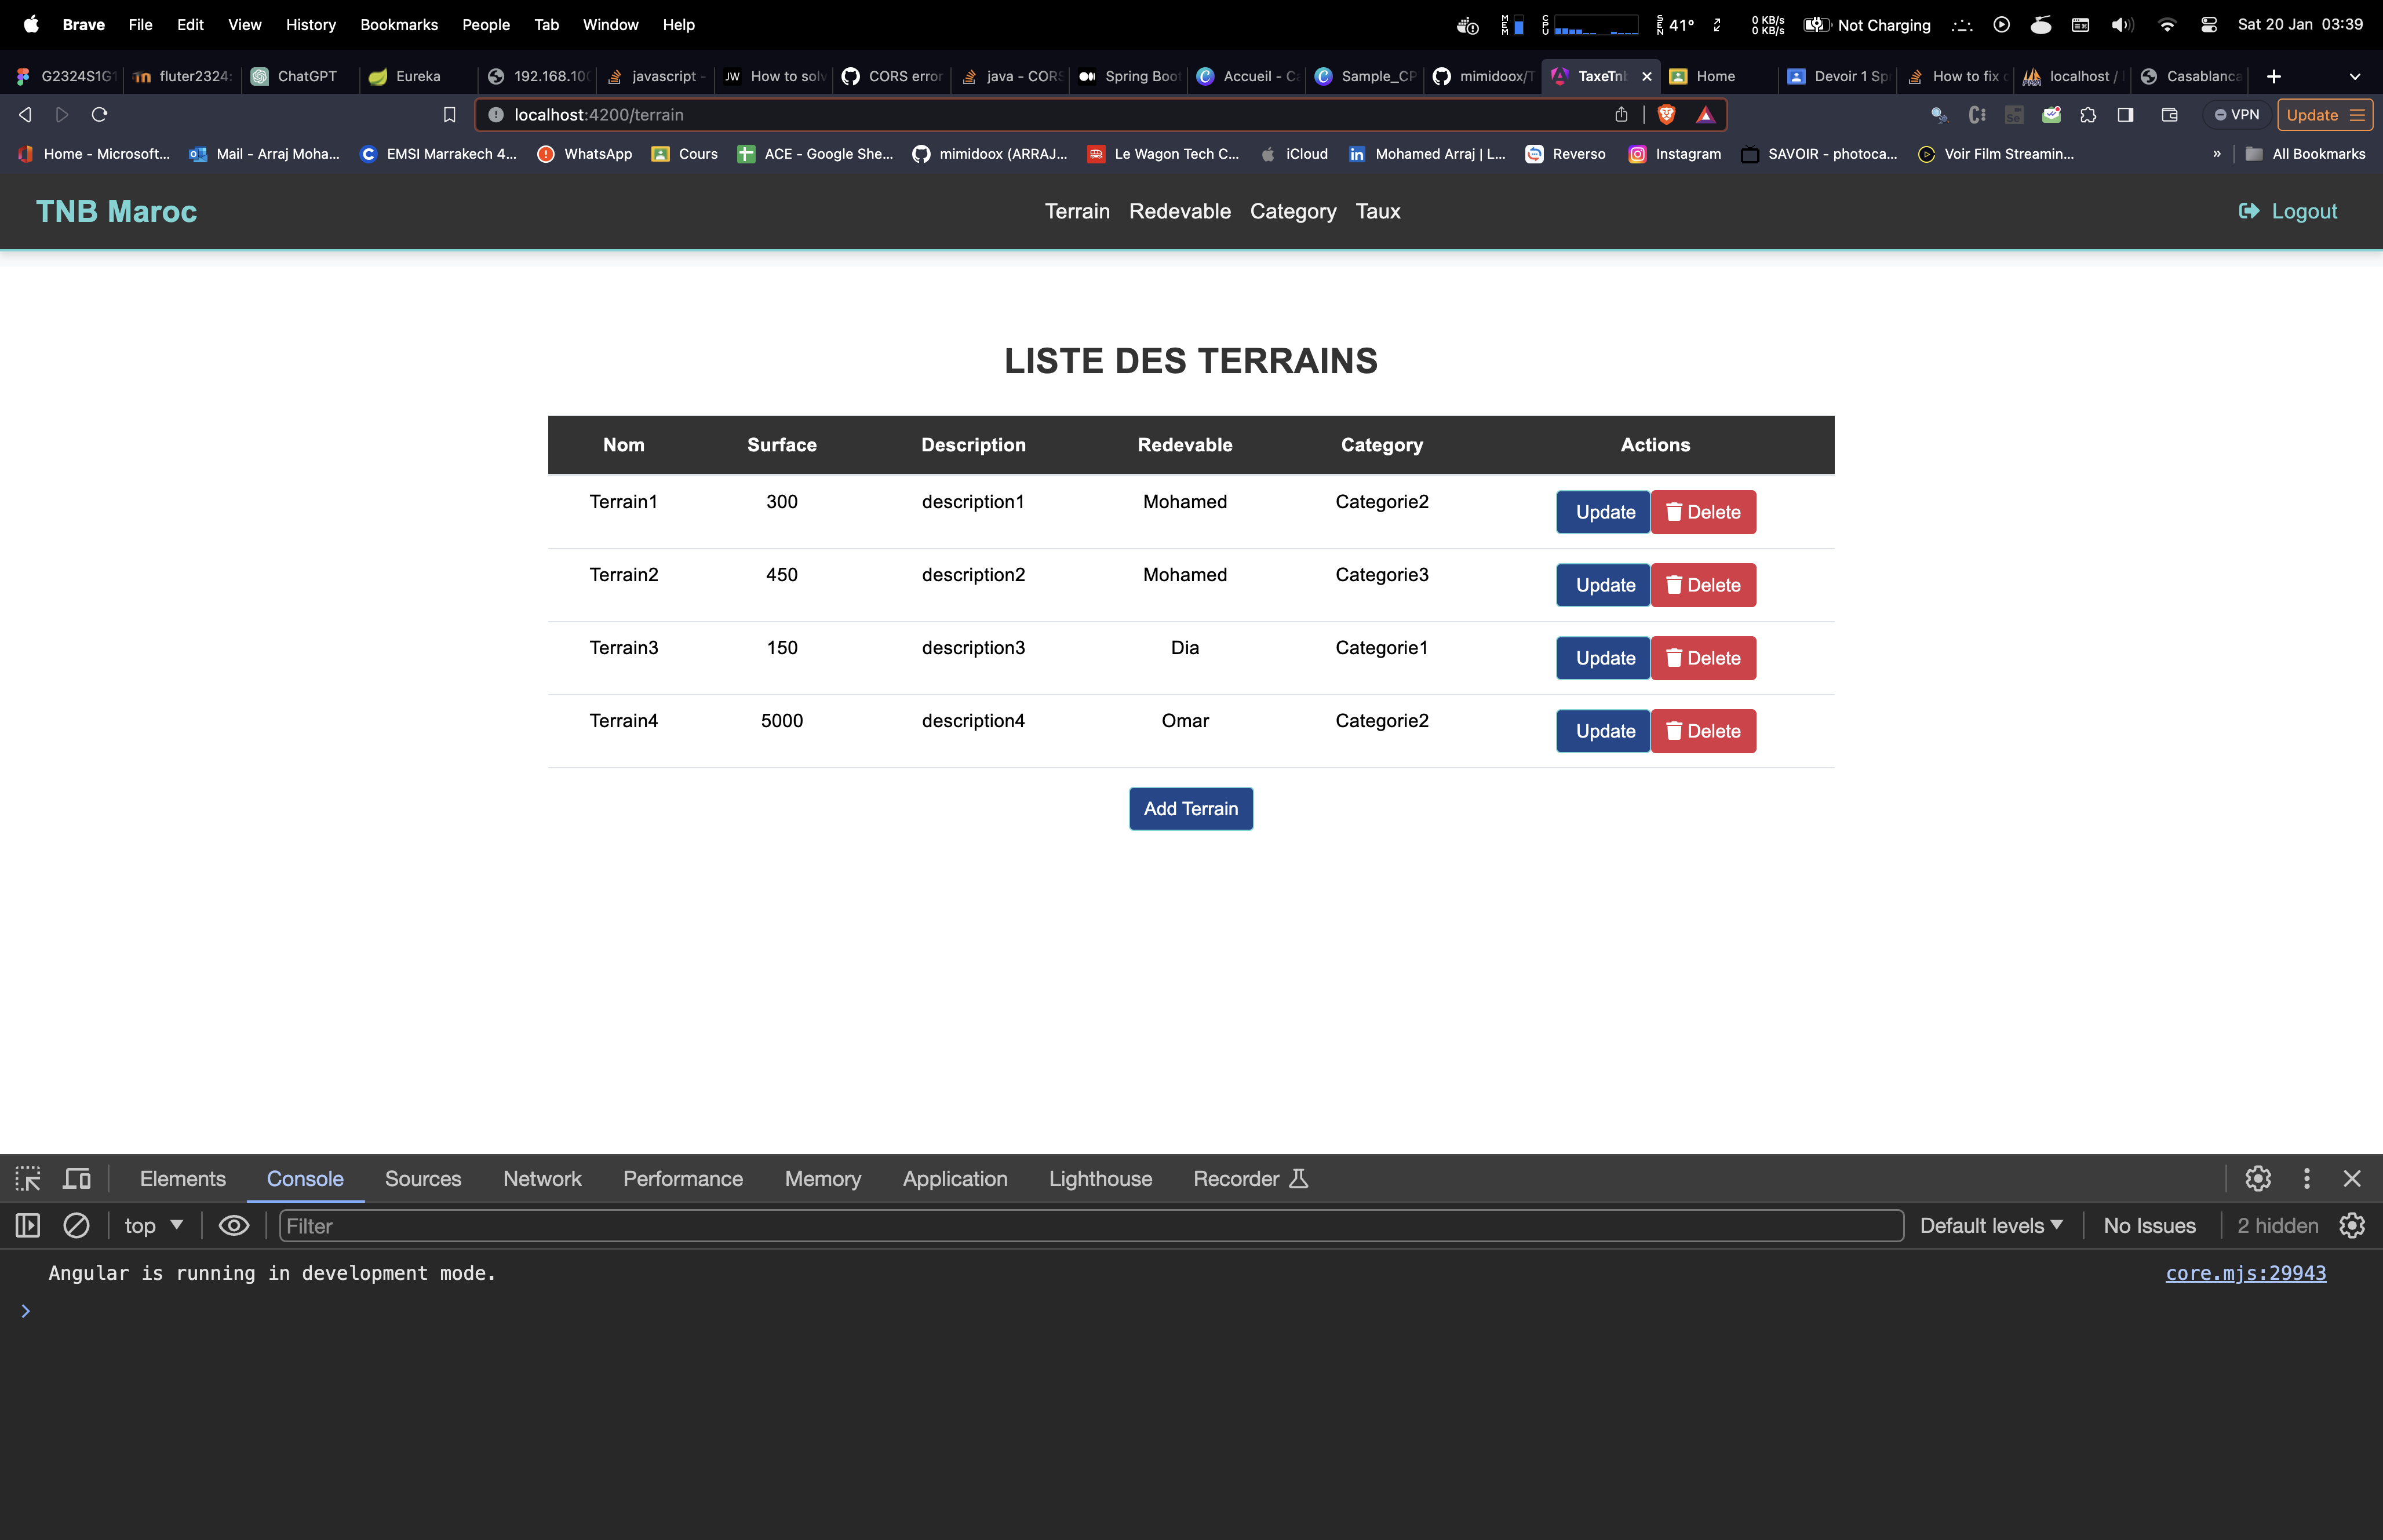 Brave File Edit View History Bookmarks People Tab Window Help
MEM CPU SEN 41° 0 KB/s 0 KB/s Not Charging Sat 20 Jan 03:39
G2324S1G1 fluter2324: ChatGPT Eureka 192.168.10 javascript - How to solv CORS error java - CORS Spring Boot Accueil - C Sample_CP mimidoox/T TaxeTnb Home Devoir 1 Sp How to fix localhost / Casablanca
localhost:4200/terrain VPN Update
Home - Microsoft... Mail - Arraj Moha... EMSI Marrakech 4... WhatsApp Cours ACE - Google She... mimidoox (ARRAJ... Le Wagon Tech C... iCloud Mohamed Arraj | L... Reverso Instagram SAVOIR - photoca... Voir Film Streamin... » All Bookmarks
TNB Maroc Terrain Redevable Category Taux Logout
LISTE DES TERRAINS
Nom Surface Description Redevable Category Actions
Terrain1 300 description1 Mohamed Categorie2 Update Delete
Terrain2 450 description2 Mohamed Categorie3 Update Delete
Terrain3 150 description3 Dia Categorie1 Update Delete
Terrain4 5000 description4 Omar Categorie2 Update Delete
Add Terrain
Elements Console Sources Network Performance Memory Application Lighthouse Recorder
top Filter Default levels No Issues 2 hidden
Angular is running in development mode. core.mjs:29943